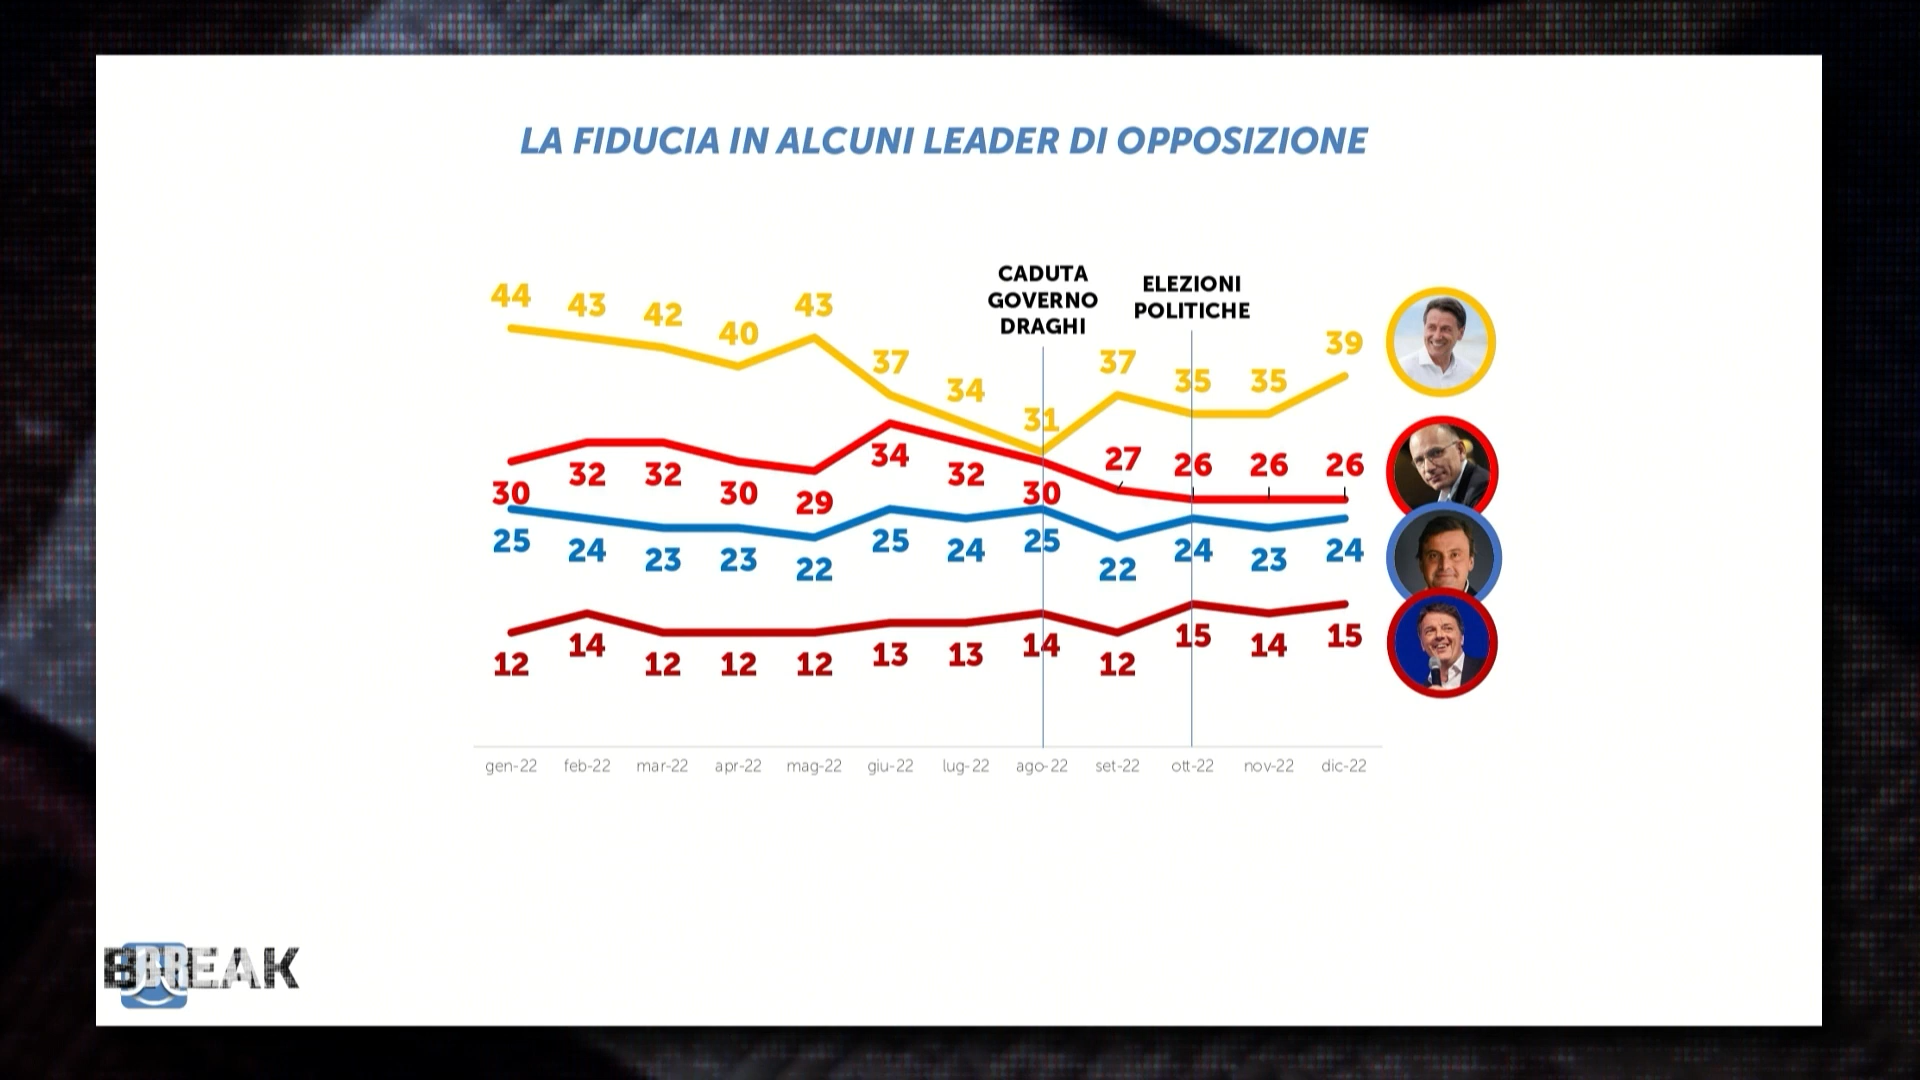 LA FIDUCIA IN ALCUNI LEADER DI OPPOSIZIONE
CADUTA
GOVERNO
DRAGHI
ELEZIONI
POLITICHE
44 43 42 40 43 37 34 31 37 35 35 39
30 32 32 30 29 34 32 30 27 26 26 26
25 24 23 23 22 25 24 25 22 24 23 24
12 14 12 12 12 13 13 14 12 15 14 15
gen-22 feb-22 mar-22 apr-22 mag-22 giu-22 lug-22 ago-22 set-22 ott-22 nov-22 dic-22
BREAK